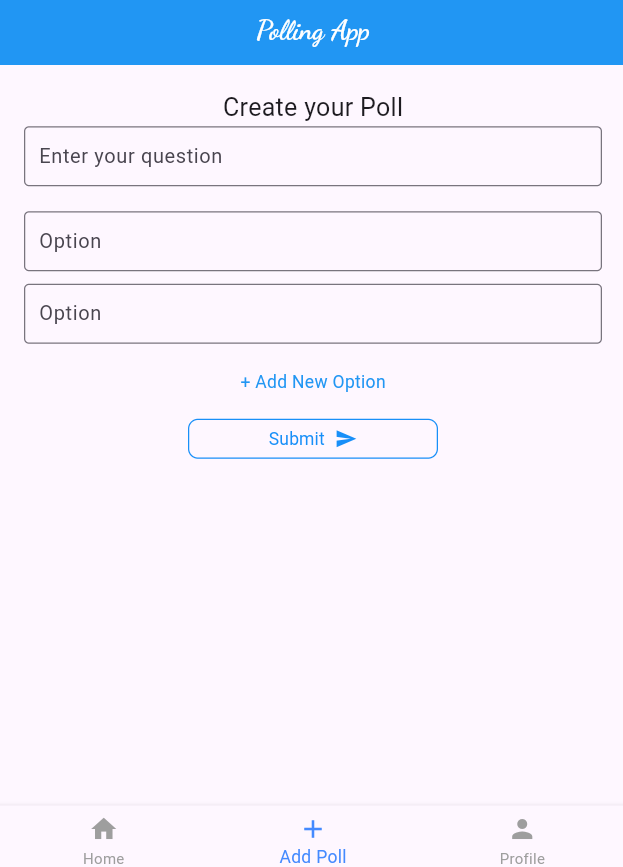 Polling App
Create your Poll
Enter your question
Option
Option
+ Add New Option
Submit
Home
Add Poll
Profile